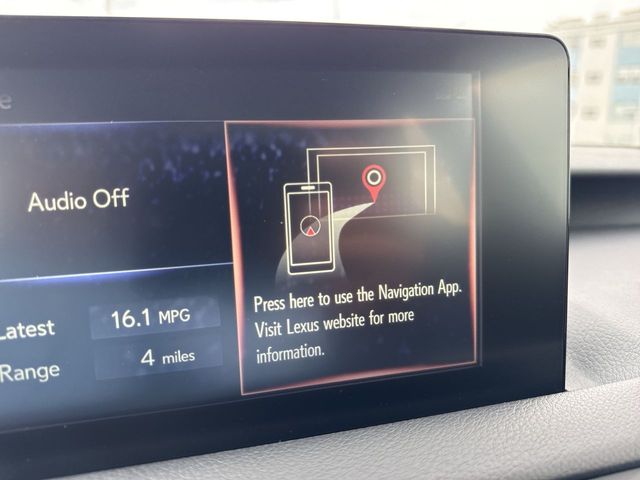 Audio Off
Latest
16.1 MPG
Range
4 miles
Press here to use the Navigation App.
Visit Lexus website for more
information.